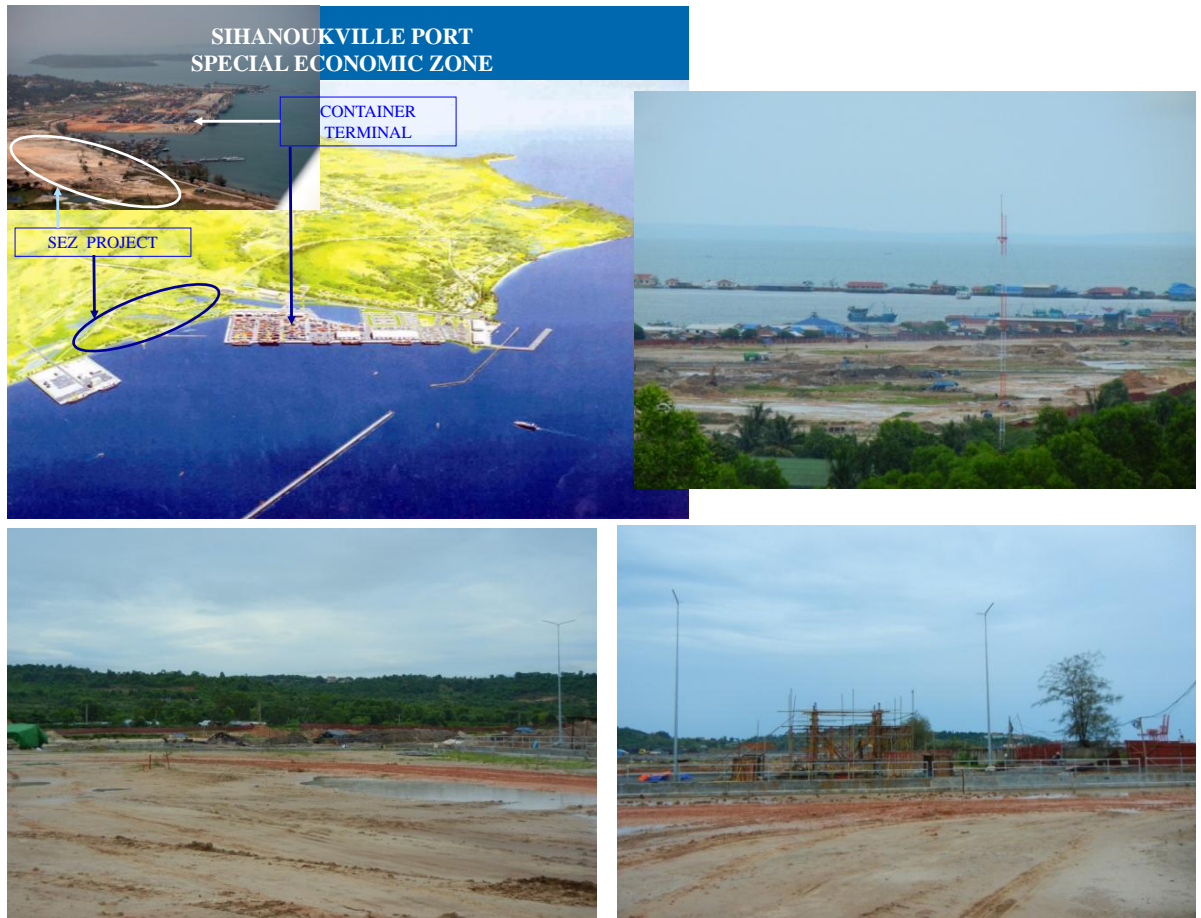 SIHANOUKVILLE PORT
SPECIAL ECONOMIC ZONE
CONTAINER
TERMINAL
SEZ PROJECT